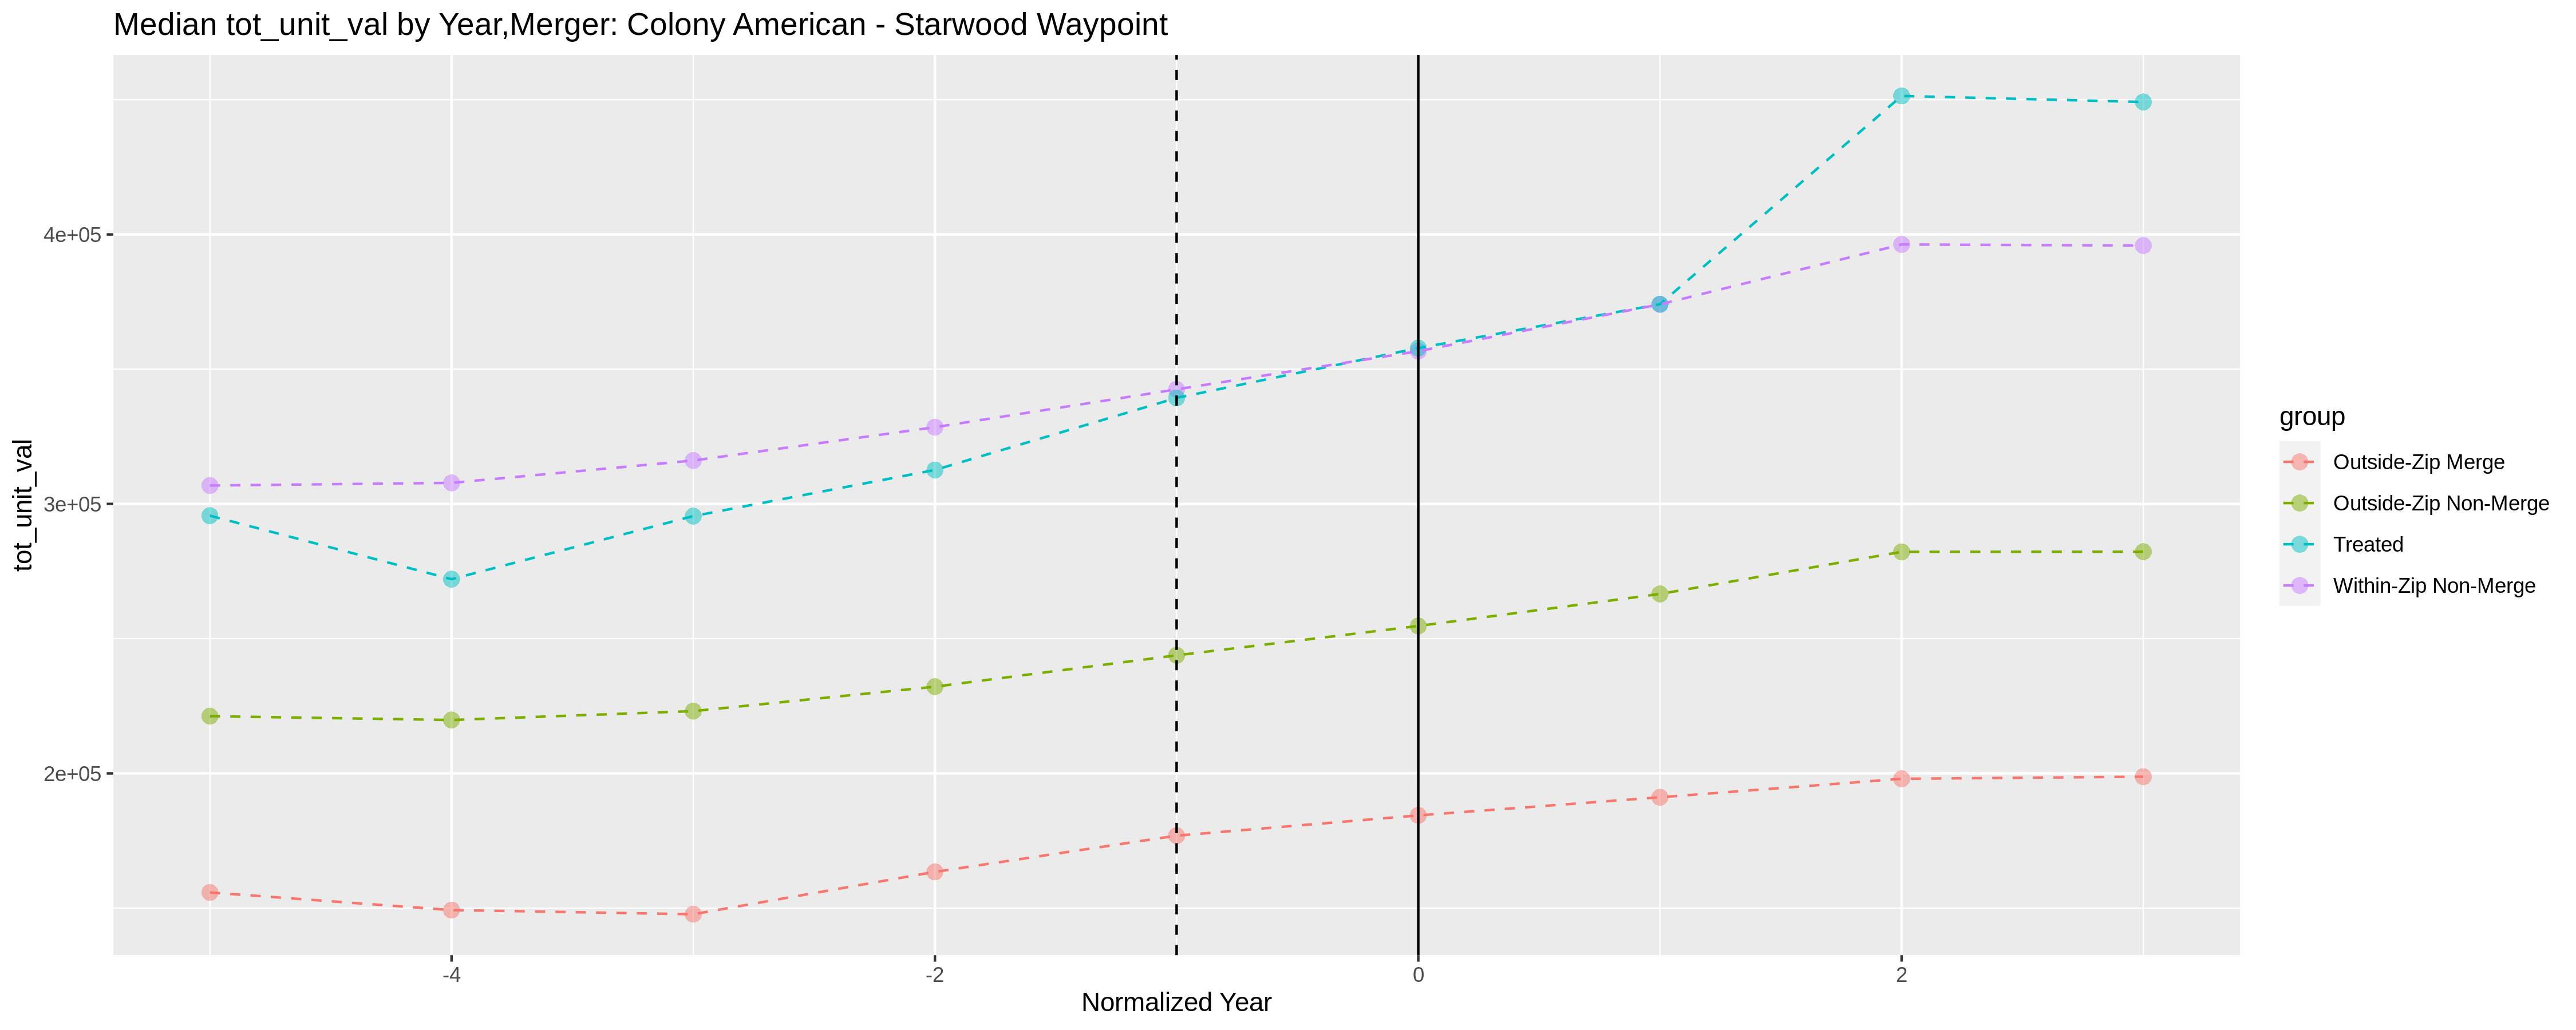 Median tot_unit_val by Year,Merger: Colony American - Starwood Waypoint
tot_unit_val
4e+05
3e+05
2e+05
-4
-2
0
2
Normalized Year
group
Outside-Zip Merge
Outside-Zip Non-Merge
Treated
Within-Zip Non-Merge